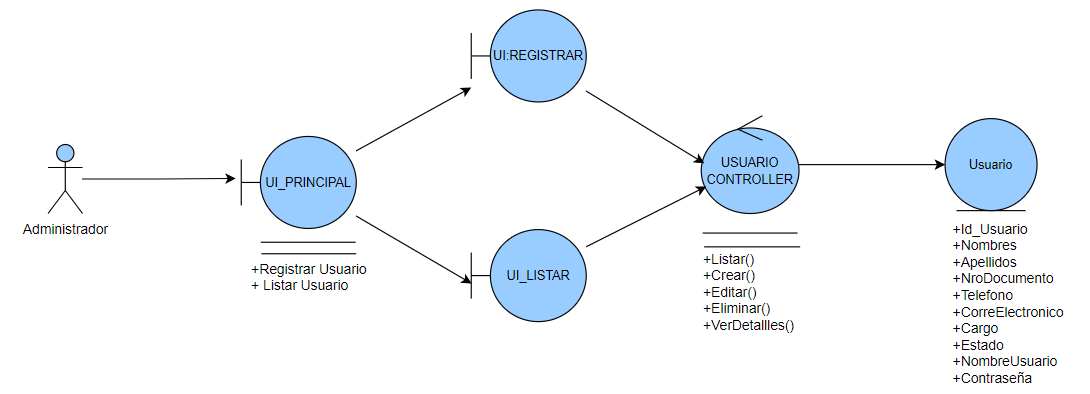 Administrador
UI_PRINCIPAL
+Registrar Usuario
+ Listar Usuario
UI:REGISTRAR
UI_LISTAR
USUARIO
CONTROLLER
+Listar()
+Crear()
+Editar()
+Eliminar()
+VerDetallles()
Usuario
+Id_Usuario
+Nombres
+Apellidos
+NroDocumento
+Telefono
+CorreElectronico
+Cargo
+Estado
+NombreUsuario
+Contraseña